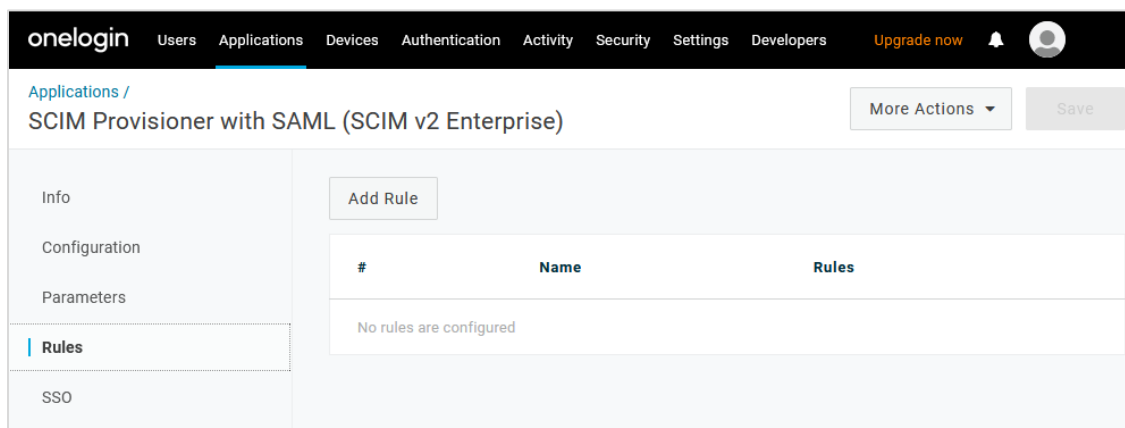 onelogin Users Applications Devices Authentication Activity Security Settings Developers Upgrade now
Applications /
SCIM Provisioner with SAML (SCIM v2 Enterprise)
More Actions
Save
Info
Configuration
Parameters
Rules
SSO
Add Rule
# Name Rules
No rules are configured